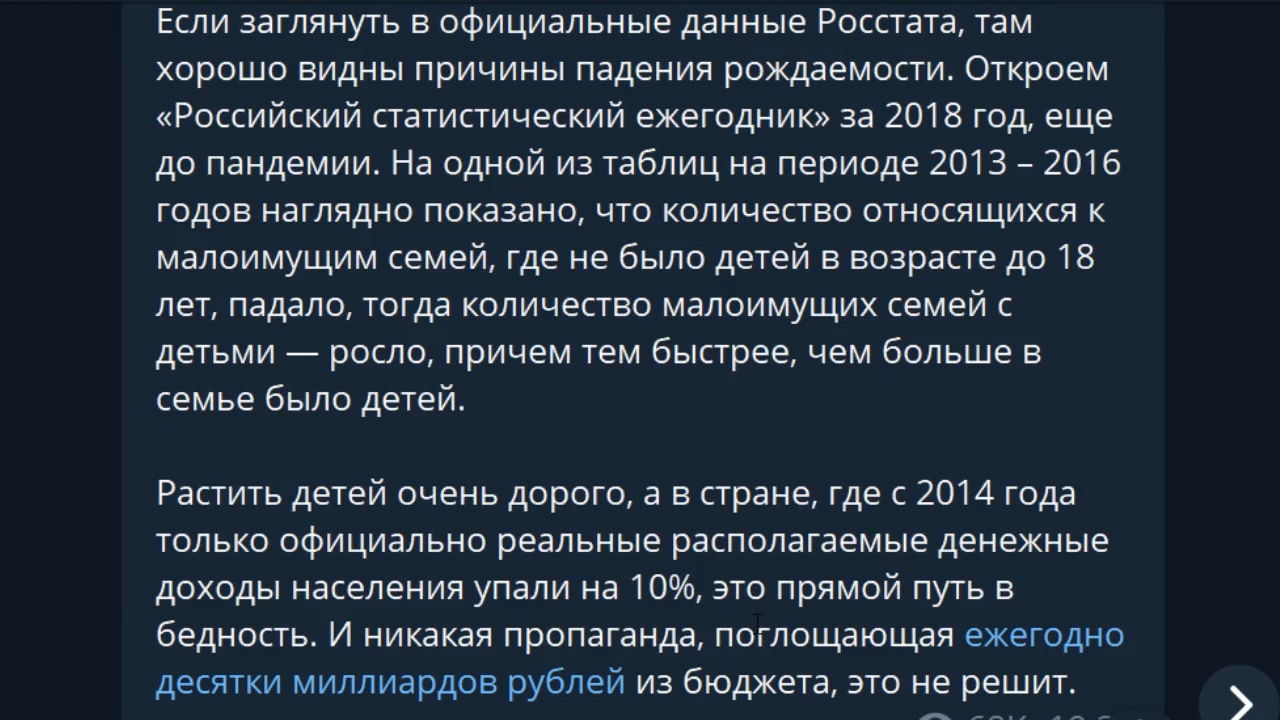 Если заглянуть в официальные данные Росстата, там
хорошо видны причины падения рождаемости. Откроем
«Российский статистический ежегодник» за 2018 год, еще
до пандемии. На одной из таблиц на периоде 2013 – 2016
годов наглядно показано, что количество относящихся к
малоимущим семей, где не было детей в возрасте до 18
лет, падало, тогда количество малоимущих семей с
детьми — росло, причем тем быстрее, чем больше в
семье было детей.
Растить детей очень дорого, а в стране, где с 2014 года
только официально реальные располагаемые денежные
доходы населения упали на 10%, это прямой путь в
бедность. И никакая пропаганда, поглощающая ежегодно
десятки миллиардов рублей из бюджета, это не решит.